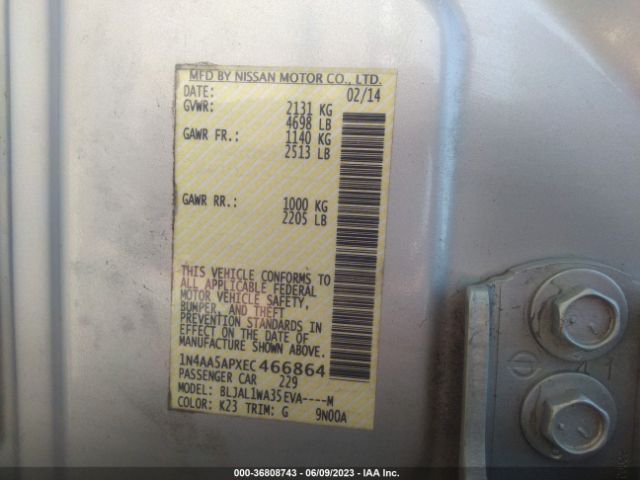 MFD BY NISSAN MOTOR CO., LTD.
DATE: 02/14
GVWR: 2131 KG
4698 LB
GAWR FR.: 1140 KG
2513 LB
GAWR RR.: 1000 KG
2205 LB
THIS VEHICLE CONFORMS TO
ALL APPLICABLE FEDERAL
MOTOR VEHICLE SAFETY,
BUMPER, AND THEFT
PREVENTION STANDARDS IN
EFFECT ON THE DATE OF
MANUFACTURE SHOWN ABOVE.
1N4AA5APXEC466864
PASSENGER CAR 229
MODEL: BLJAL1WA35EVA----M
COLOR: K23 TRIM: G 9N00A
41
000-36808743 - 06/09/2023 - IAA Inc.